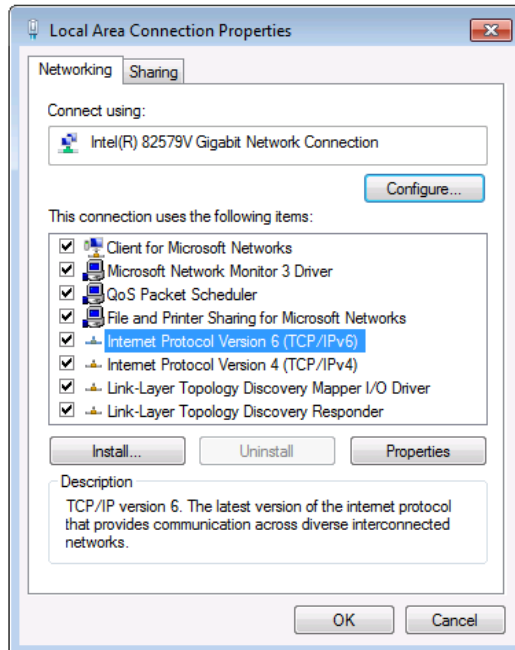 Local Area Connection Properties
Networking
Sharing
Connect using:
Intel(R) 82579V Gigabit Network Connection
Configure...
This connection uses the following items:
Client for Microsoft Networks
Microsoft Network Monitor 3 Driver
QoS Packet Scheduler
File and Printer Sharing for Microsoft Networks
Internet Protocol Version 6 (TCP/IPv6)
Internet Protocol Version 4 (TCP/IPv4)
Link-Layer Topology Discovery Mapper I/O Driver
Link-Layer Topology Discovery Responder
Install...
Uninstall
Properties
Description
TCP/IP version 6. The latest version of the internet protocol
that provides communication across diverse interconnected
networks.
OK
Cancel